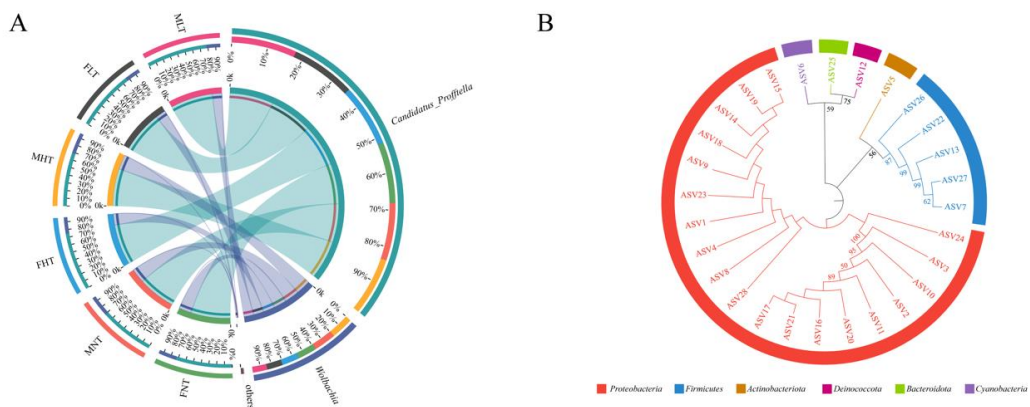 A
MLT
FLT
MHT
FHT
MNT
FNT
others
Wolbachia
Candidatus_Profftella
0%
10%
20%
30%
40%
50%
60%
70%
80%
90%
0k
B
ASV6
ASV25
ASV12
ASV5
ASV26
ASV22
ASV13
ASV27
ASV7
ASV24
ASV3
ASV10
ASV2
ASV11
ASV20
ASV16
ASV21
ASV17
ASV28
ASV8
ASV4
ASV1
ASV23
ASV9
ASV18
ASV14
ASV19
ASV15
59
75
56
99
99
62
100
95
50
89
Proteobacteria Firmicutes Actinobacteriota Deinococcota Bacteroidota Cyanobacteria